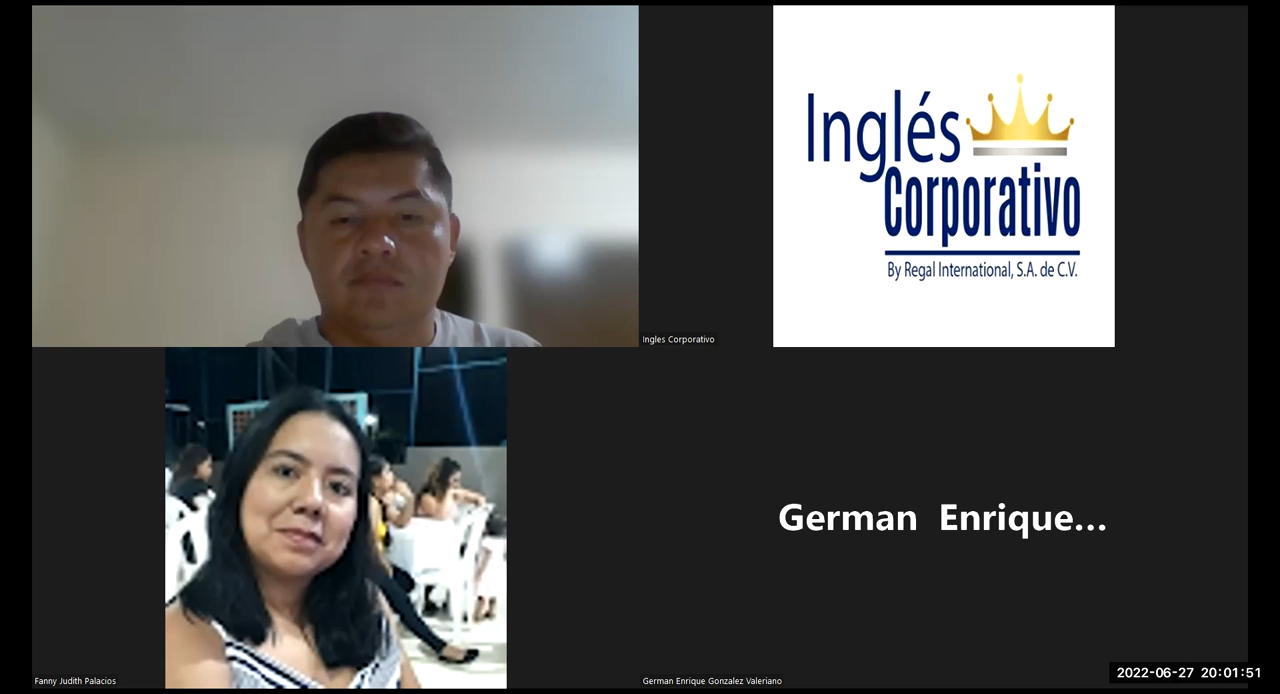 Inglés
Corporativo
By Regal International, S.A. de C.V.
Ingles Corporativo
German Enrique...
Fanny Judith Palacios
German Enrique Gonzalez Valeriano
2022-06-27 20:01:51